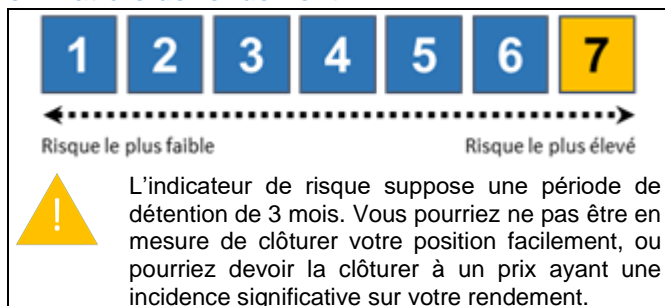 1 2 3 4 5 6 7
Risque le plus faible Risque le plus élevé
L'indicateur de risque suppose une période de
détention de 3 mois. Vous pourriez ne pas être en
mesure de clôturer votre position facilement, ou
pourriez devoir la clôturer à un prix ayant une
incidence significative sur votre rendement.